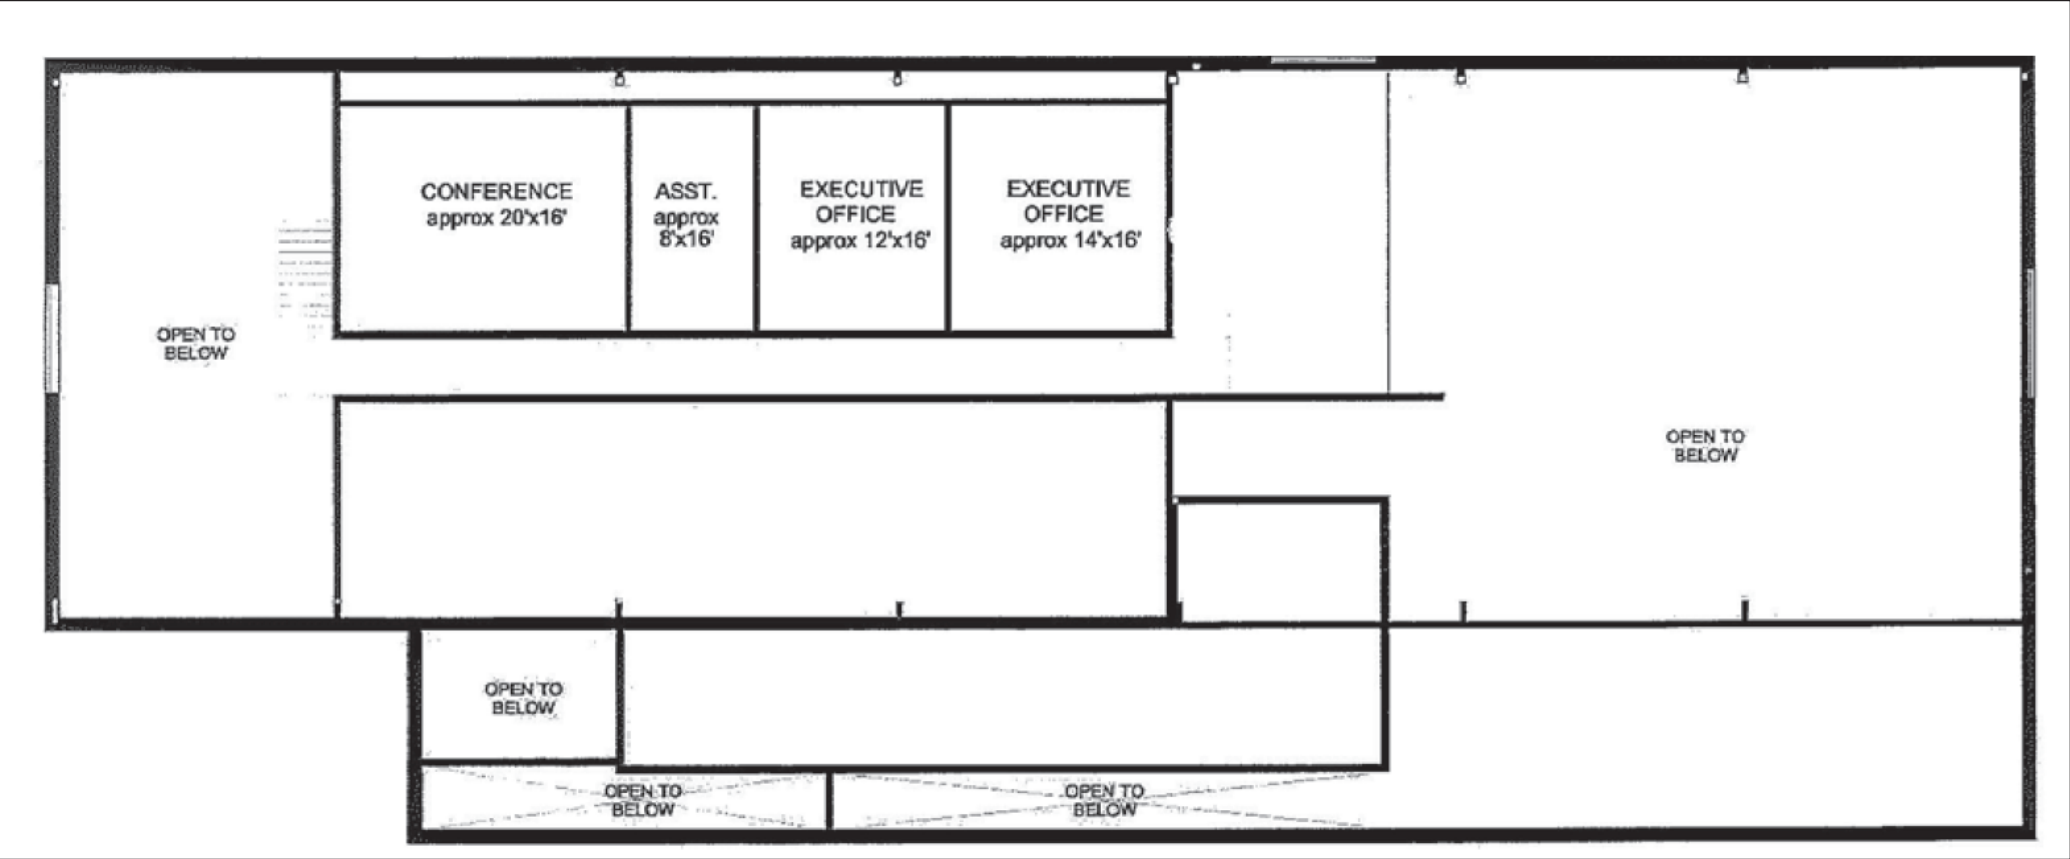 CONFERENCE
approx 20'x16'
ASST.
approx
8'x16'
EXECUTIVE
OFFICE
approx 12'x16'
EXECUTIVE
OFFICE
approx 14'x16'
OPEN TO
BELOW
OPEN TO
BELOW
OPEN TO
BELOW
OPEN TO
BELOW
OPEN TO
BELOW